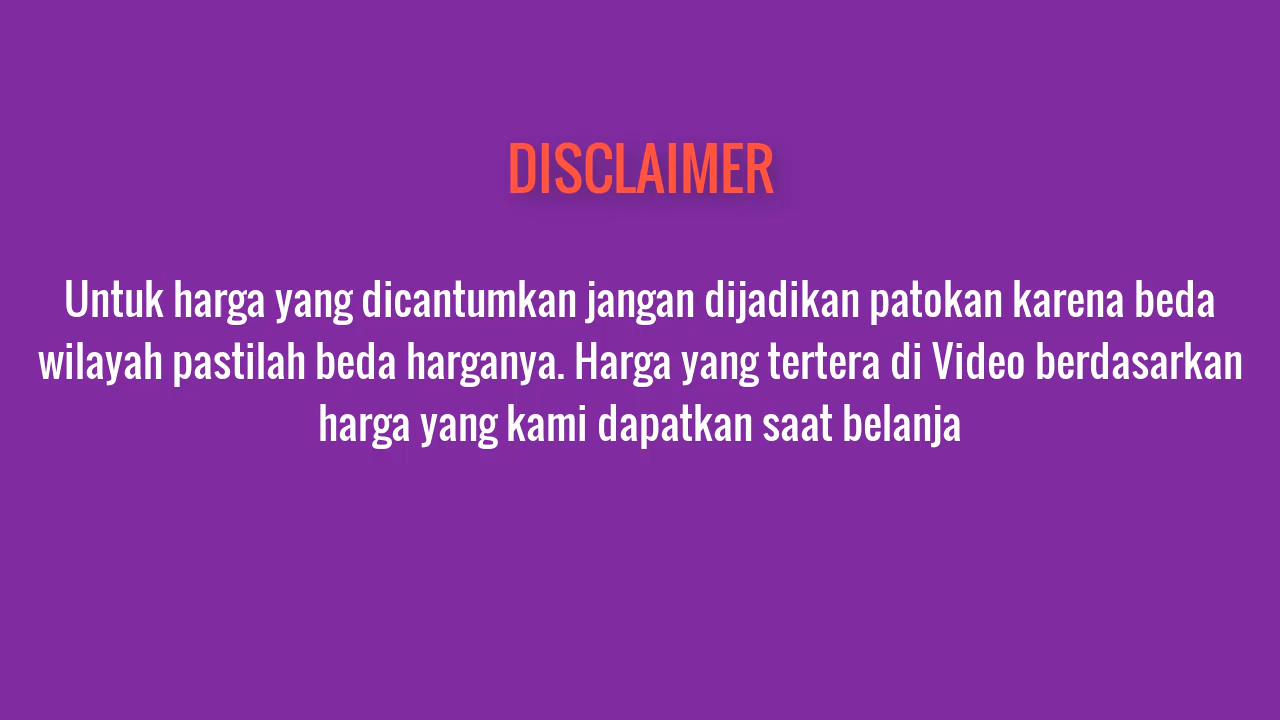 DISCLAIMER
Untuk harga yang dicantumkan jangan dijadikan patokan karena beda
wilayah pastilah beda harganya. Harga yang tertera di Video berdasarkan
harga yang kami dapatkan saat belanja